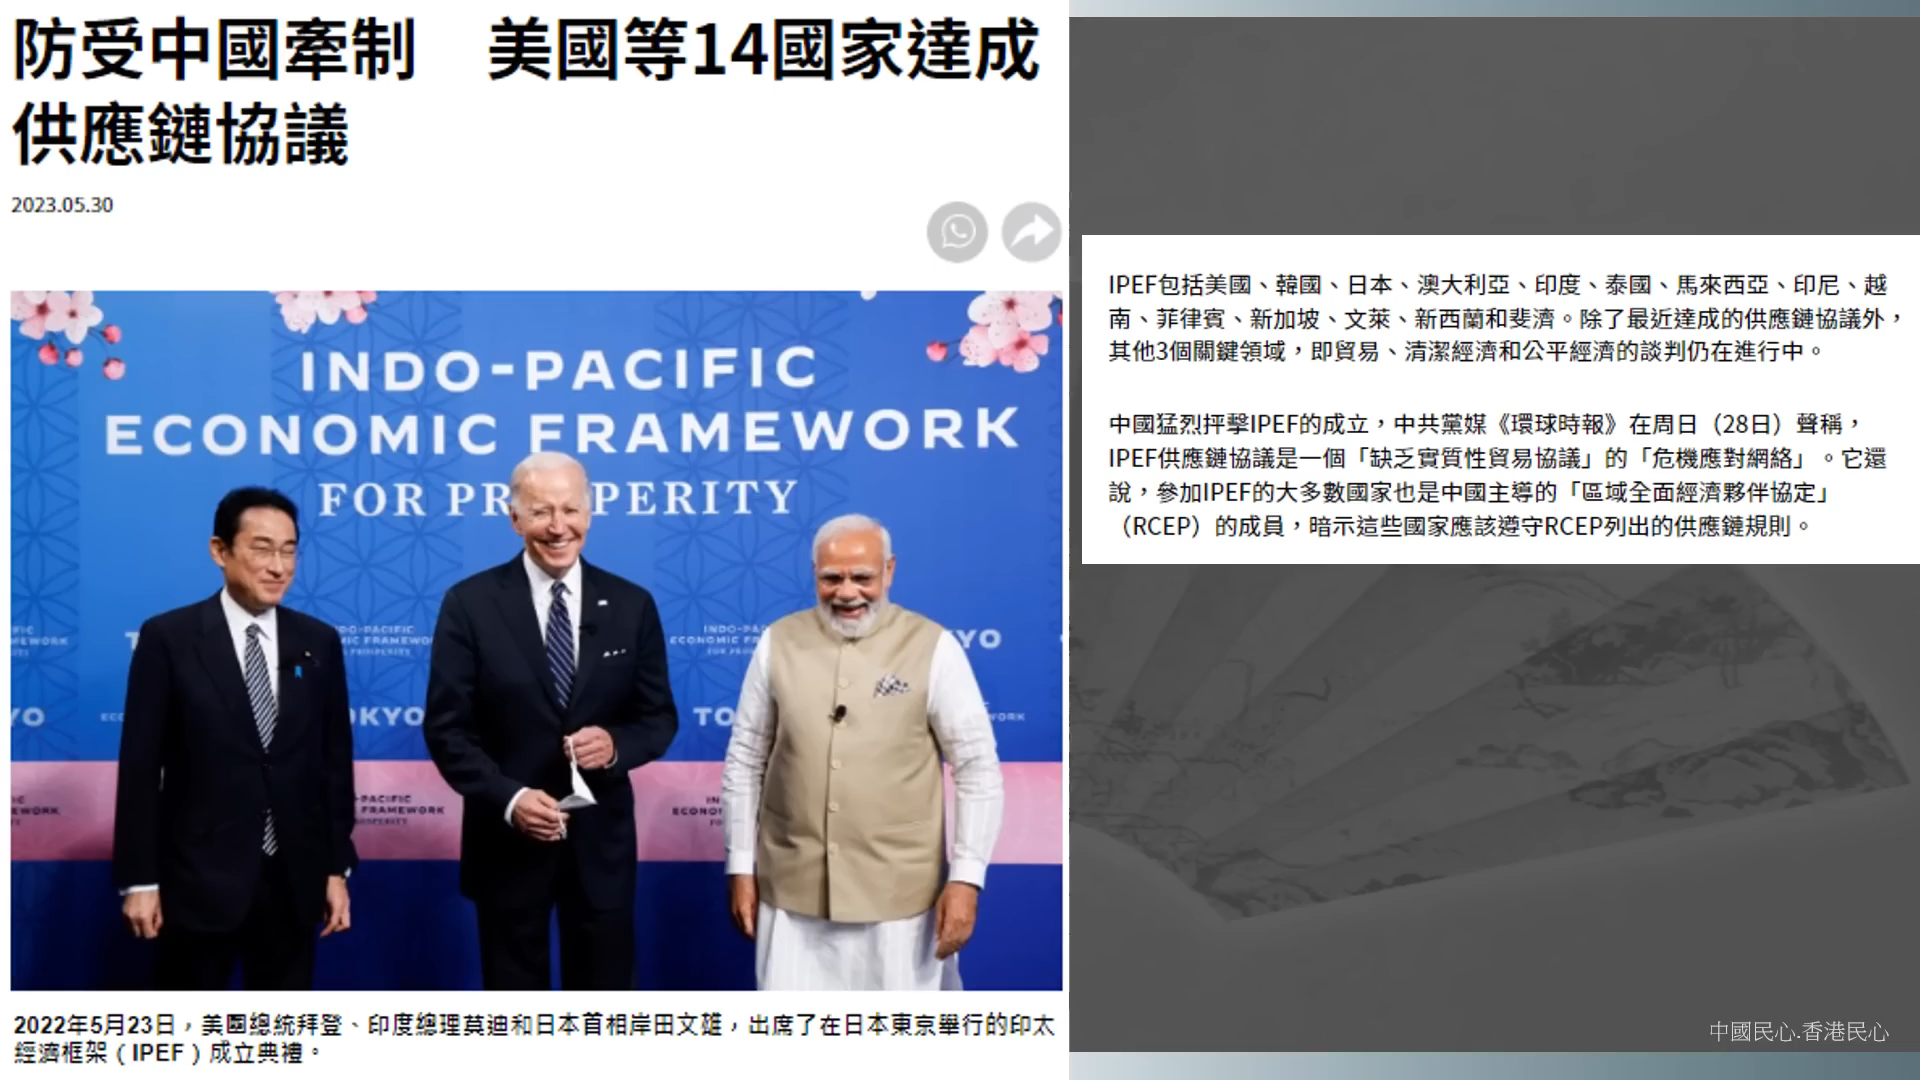 防受中國牽制　美國等14國家達成
供應鏈協議
2023.05.30
INDO-PACIFIC
ECONOMIC FRAMEWORK
FOR PR SPERITY
TOKYO
2022年5月23日，美國總統拜登、印度總理莫迪和日本首相岸田文雄，出席了在日本東京舉行的印太
經濟框架（IPEF）成立典禮。
IPEF包括美國、韓國、日本、澳大利亞、印度、泰國、馬來西亞、印尼、越
南、菲律賓、新加坡、文萊、新西蘭和斐濟。除了最近達成的供應鏈協議外，
其他3個關鍵領域，即貿易、清潔經濟和公平經濟的談判仍在進行中。
中國猛烈抨擊IPEF的成立，中共黨媒《環球時報》在周日（28日）聲稱，
IPEF供應鏈協議是一個「缺乏實質性貿易協議」的「危機應對網絡」。它還
說，參加IPEF的大多數國家也是中國主導的「區域全面經濟夥伴協定」
（RCEP）的成員，暗示這些國家應該遵守RCEP列出的供應鏈規則。
中國民心.香港民心